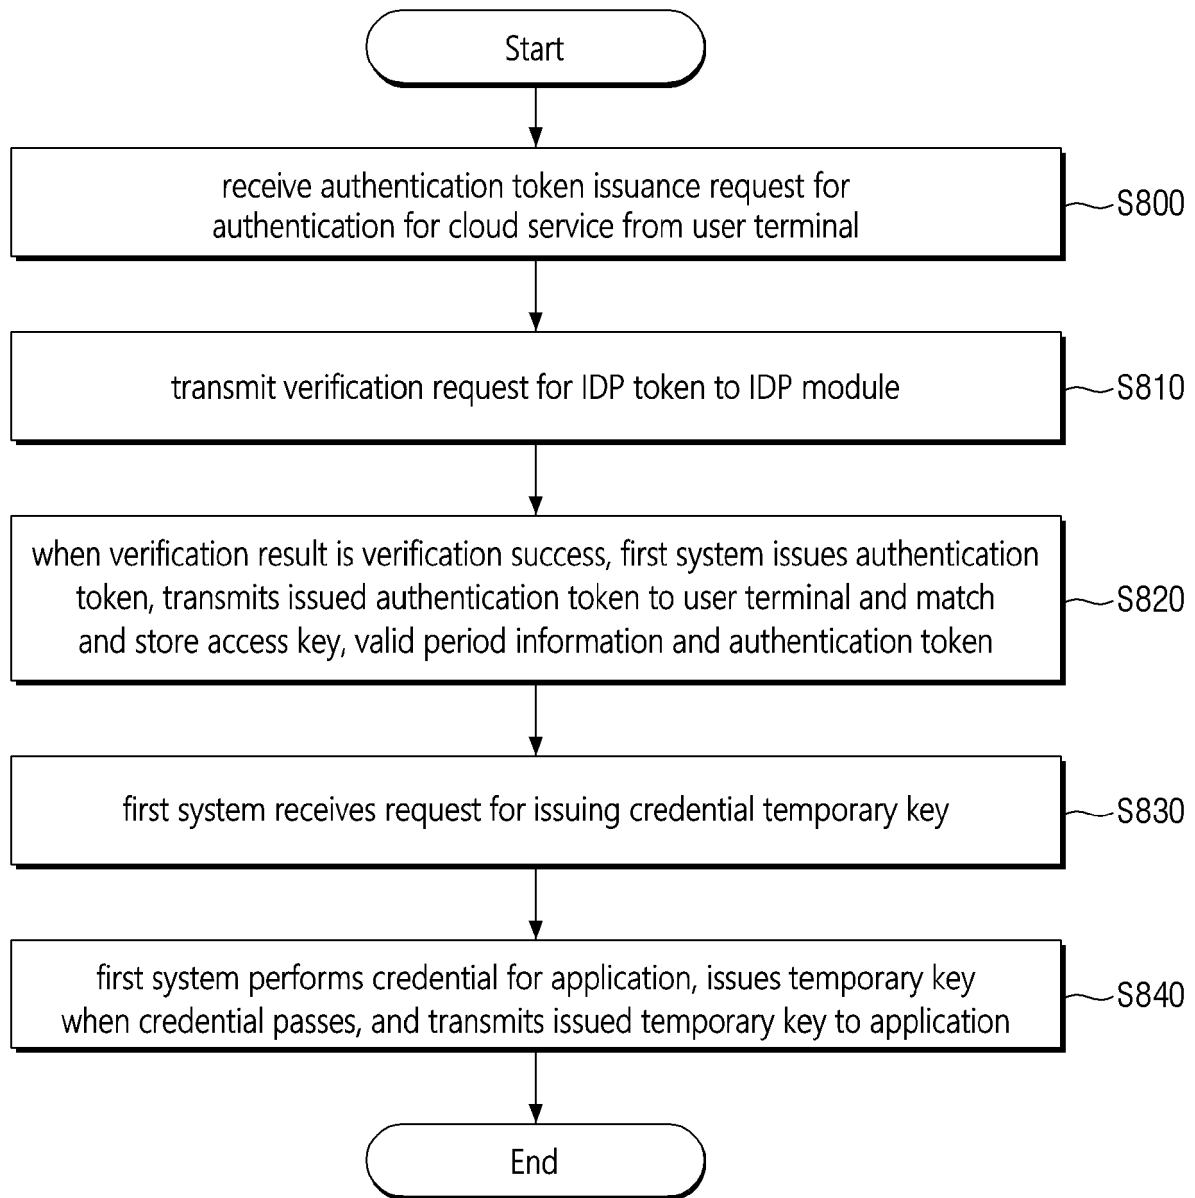 Start
receive authentication token issuance request for
authentication for cloud service from user terminal
S800
transmit verification request for IDP token to IDP module
S810
when verification result is verification success, first system issues authentication
token, transmits issued authentication token to user terminal and match
and store access key, valid period information and authentication token
S820
first system receives request for issuing credential temporary key
S830
first system performs credential for application, issues temporary key
when credential passes, and transmits issued temporary key to application
S840
End